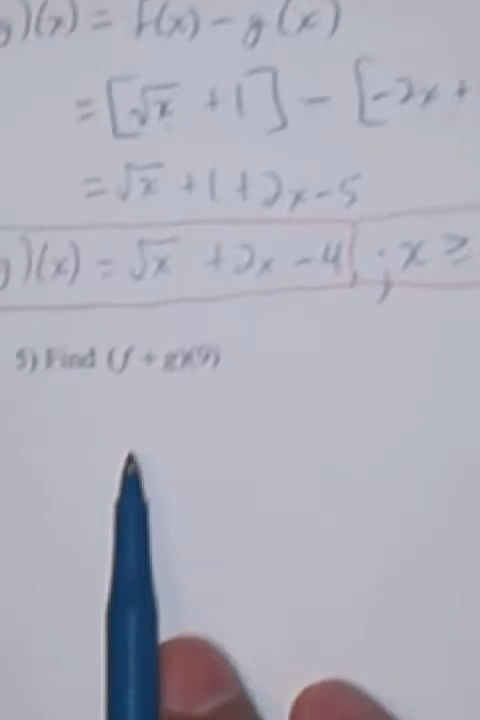 g)(x) = f(x) - g(x)
= [√x + 1] - [-2x +
= √x + 1 + 2x - 5
g)(x) = √x + 2x - 4 ; x ≥
5) Find (f + g)(9)